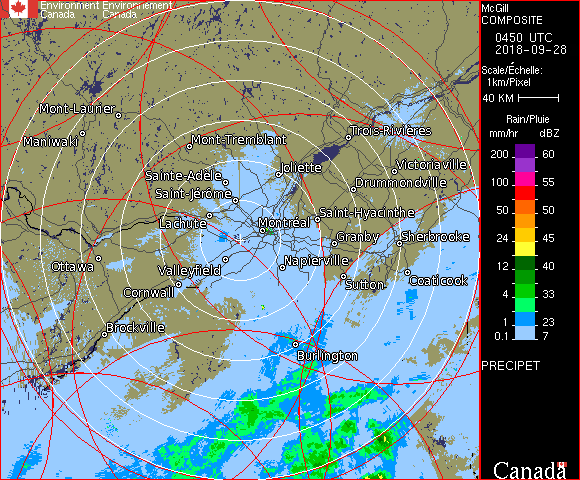 Environment Environnement
Canada Canada
McGill
COMPOSITE
0450 UTC
2018-09-28
Scale/Échelle:
1km/Pixel
40 KM
Rain/Pluie
mm/hr dBZ
200 60
100 55
50 50
24 45
12 40
4 33
1 23
0.1 7
PRECIPET
Canada
Mont-Laurier
Maniwaki
Mont-Tremblant
Trois-Rivières
Sainte-Adèle
Joliette
Victoriaville
Saint-Jérôme
Drummondville
Lachute
Montréal
Saint-Hyacinthe
Ottawa
Granby
Sherbrooke
Valleyfield
Napierville
Cornwall
Sutton
Coaticook
Brockville
Burlington